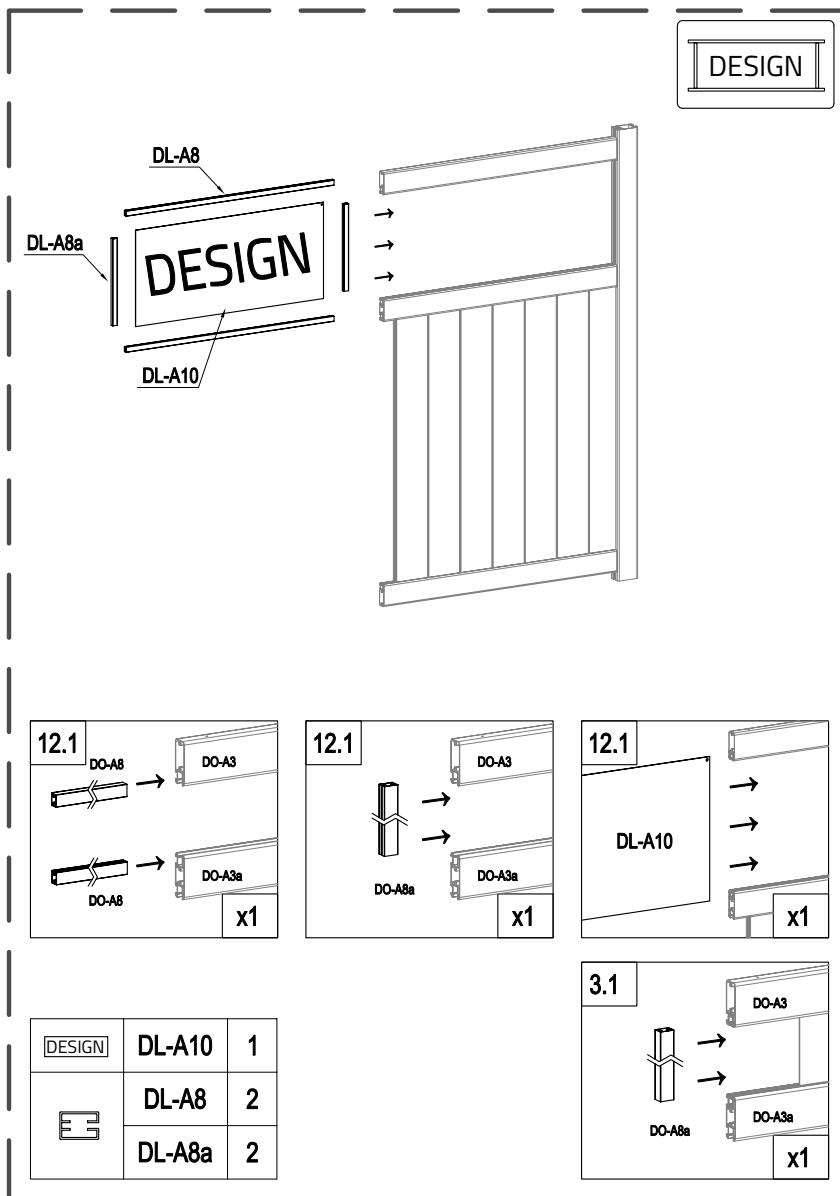 DESIGN
DL-A8
DL-A8a
DESIGN
DL-A10
12.1
DO-A8
DO-A3
DO-A8
DO-A3a
x1
12.1
DO-A3
DO-A8a
DO-A3a
x1
12.1
DL-A10
x1
3.1
DO-A3
DO-A8a
DO-A3a
x1
DESIGN DL-A10 1
DL-A8 2
DL-A8a 2